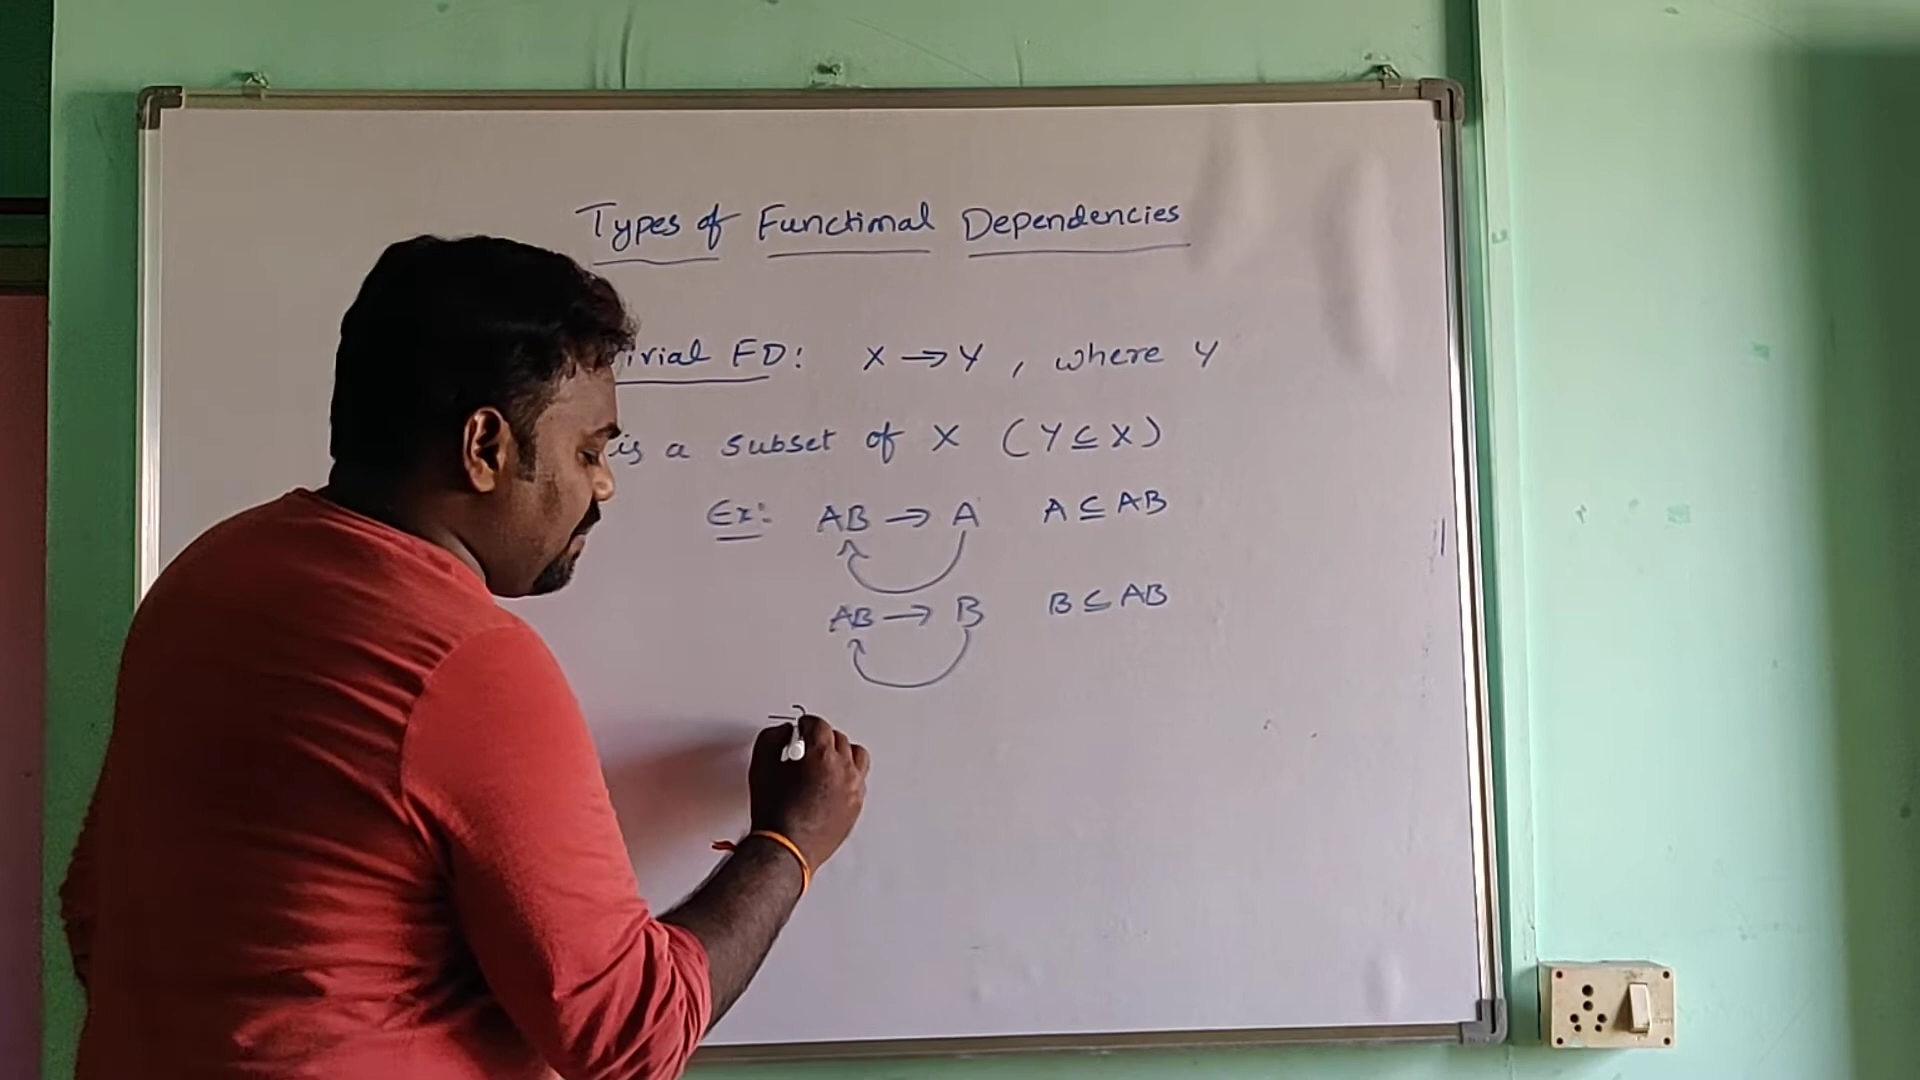 Types of Functional Dependencies
ivial FD: X → Y , where Y
is a subset of X (Y ⊆ X)
Ex: AB → A A ⊆ AB
AB → B B ⊆ AB